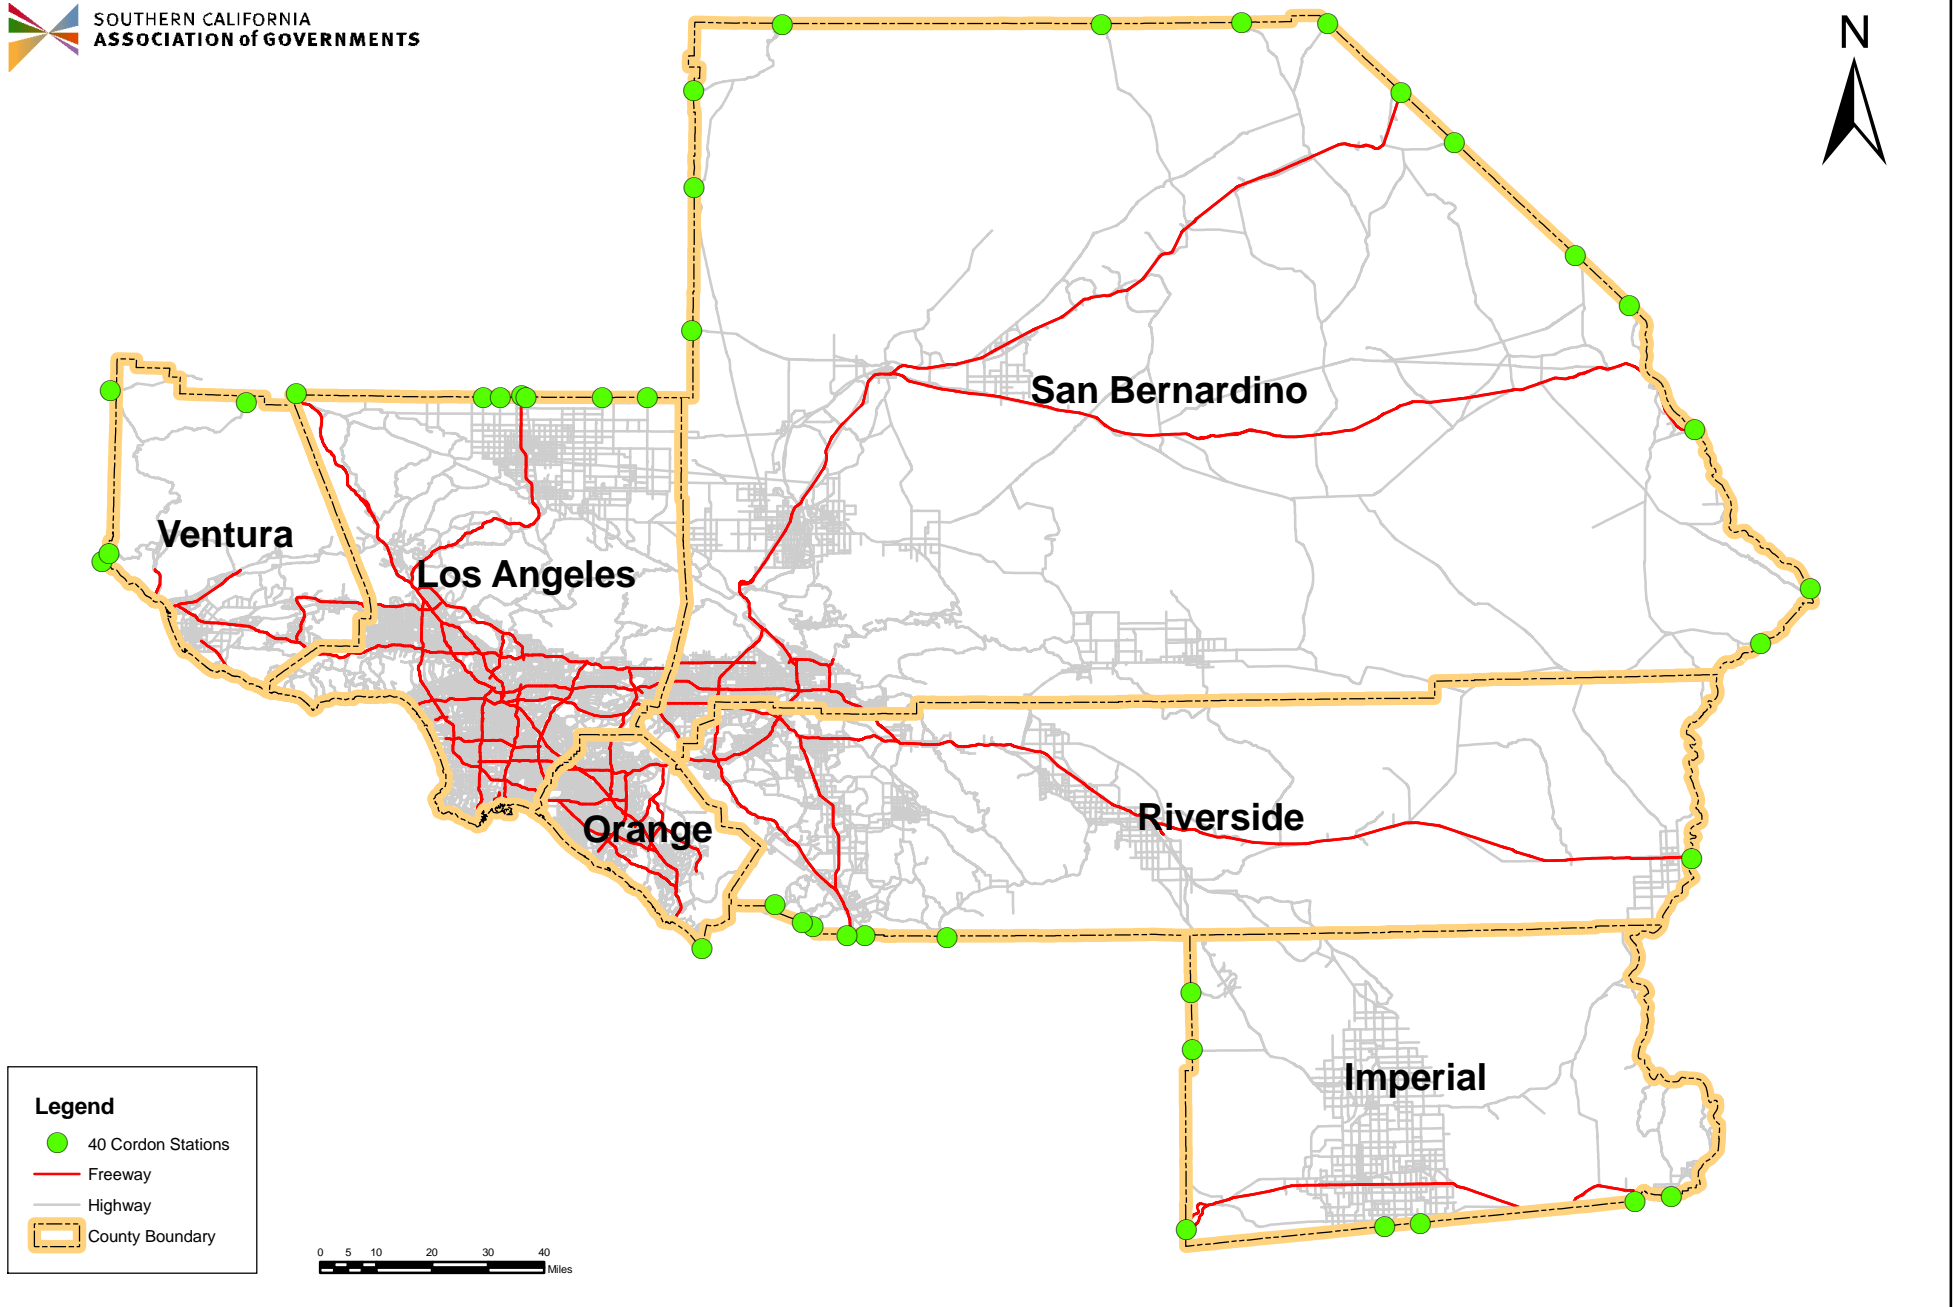 SOUTHERN CALIFORNIA
ASSOCIATION of GOVERNMENTS
N
San Bernardino
Ventura
Los Angeles
Orange
Riverside
Imperial
Legend
40 Cordon Stations
Freeway
Highway
County Boundary
0 5 10 20 30 40
Miles